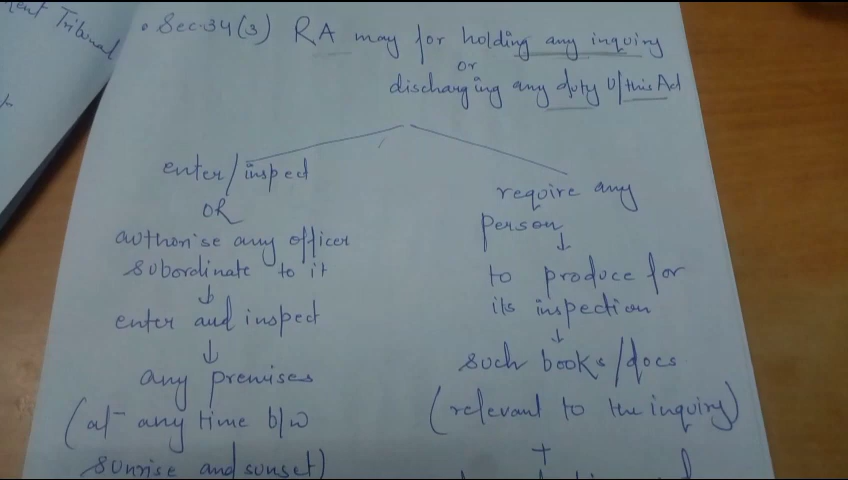 ent Tribunal
• Sec.34(3) RA may for holding any inquiry
or
discharging any duty U/this Act
enter/inspect
OR
authorise any officer
subordinate to it
↓
enter and inspect
↓
any premises
(at any time b/w
sunrise and sunset)
require any
person
↓
to produce for
its inspection
↓
such books/docs
(relevant to the inquiry)
+